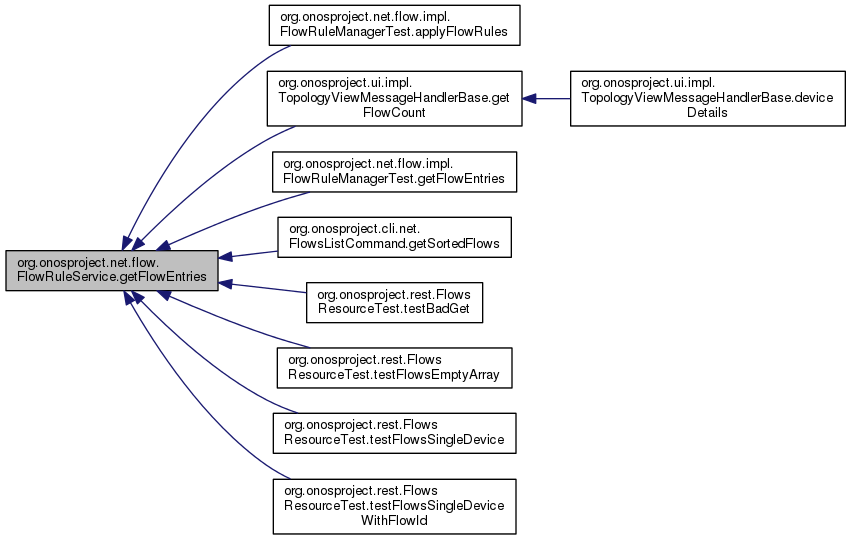 org.onosproject.net.flow.impl.
FlowRuleManagerTest.applyFlowRules
org.onosproject.ui.impl.
TopologyViewMessageHandlerBase.get
FlowCount
org.onosproject.ui.impl.
TopologyViewMessageHandlerBase.device
Details
org.onosproject.net.flow.impl.
FlowRuleManagerTest.getFlowEntries
org.onosproject.cli.net.
FlowsListCommand.getSortedFlows
org.onosproject.net.flow.
FlowRuleService.getFlowEntries
org.onosproject.rest.Flows
ResourceTest.testBadGet
org.onosproject.rest.Flows
ResourceTest.testFlowsEmptyArray
org.onosproject.rest.Flows
ResourceTest.testFlowsSingleDevice
org.onosproject.rest.Flows
ResourceTest.testFlowsSingleDevice
WithFlowId